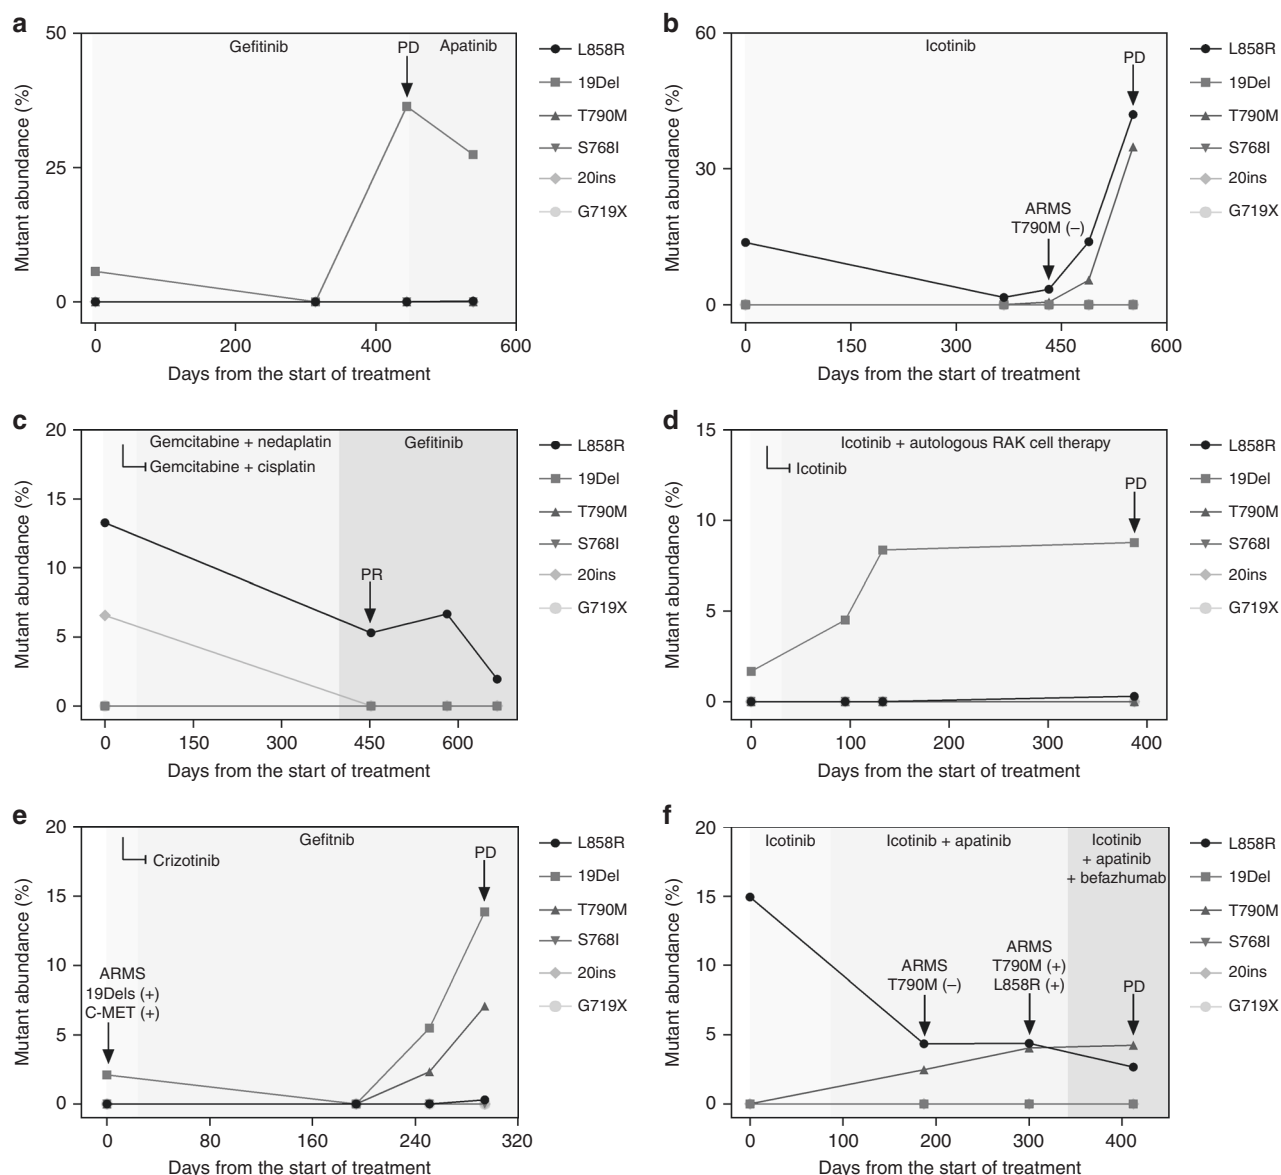 a
50
25
0
Mutant abundance (%)
Gefitinib
PD
Apatinib
0 200 400 600
Days from the start of treatment
L858R
19Del
T790M
S768I
20ins
G719X
b
60
30
0
Mutant abundance (%)
Icotinib
PD
ARMS
T790M (–)
0 150 300 450 600
Days from the start of treatment
L858R
19Del
T790M
S768I
20ins
G719X
c
20
15
10
5
0
Mutant abundance (%)
Gemcitabine + nedaplatin
Gemcitabine + cisplatin
Gefitinib
PR
0 150 300 450 600
Days from the start of treatment
L858R
19Del
T790M
S768I
20ins
G719X
d
15
10
5
0
Mutant abundance (%)
Icotinib + autologous RAK cell therapy
Icotinib
PD
0 100 200 300 400
Days from the start of treatment
L858R
19Del
T790M
S768I
20ins
G719X
e
20
15
10
5
0
Mutant abundance (%)
Gefitnib
Crizotinib
PD
ARMS
19Dels (+)
C-MET (+)
0 80 160 240 320
Days from the start of treatment
L858R
19Del
T790M
S768I
20ins
G719X
f
20
15
10
5
0
Mutant abundance (%)
Icotinib
Icotinib + apatinib
Icotinib
+ apatinib
+ befazhumab
ARMS
T790M (–)
ARMS
T790M (+)
L858R (+)
PD
0 100 200 300 400
Days from the start of treatment
L858R
19Del
T790M
S768I
20ins
G719X